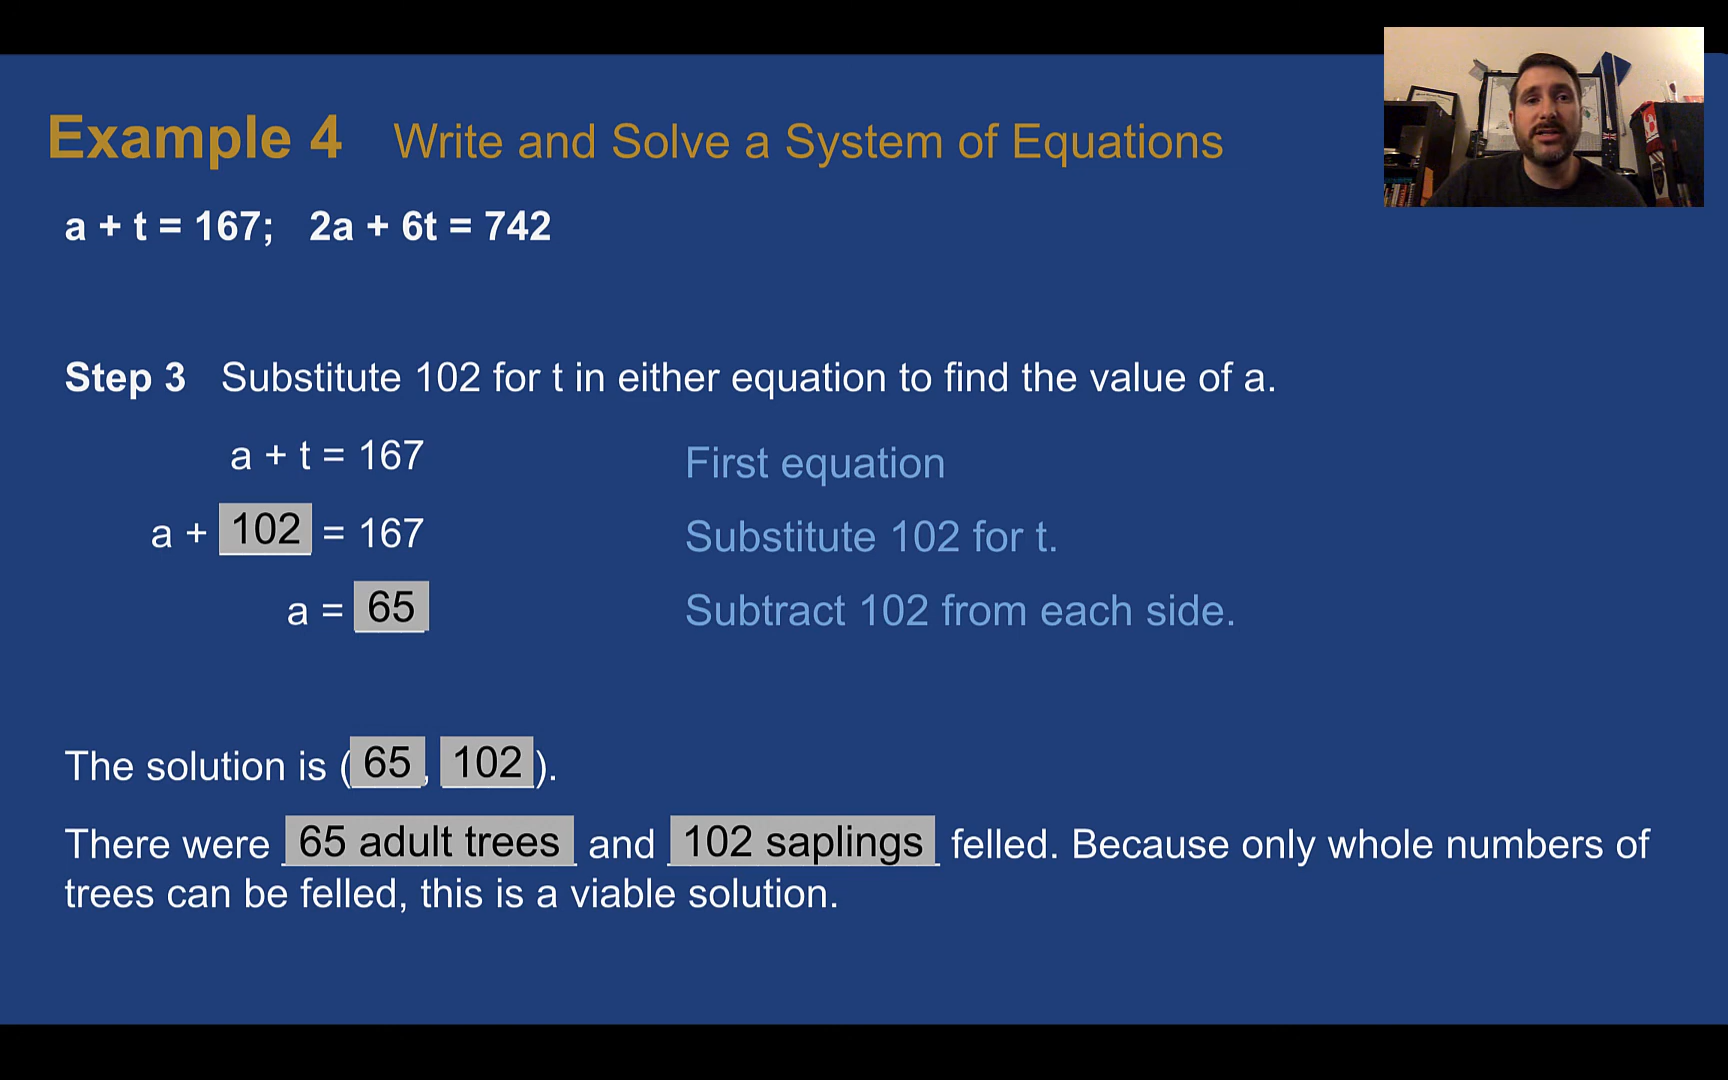 Example 4 Write and Solve a System of Equations
a + t = 167; 2a + 6t = 742
Step 3 Substitute 102 for t in either equation to find the value of a.
a + t = 167 First equation
a + 102 = 167 Substitute 102 for t.
a = 65 Subtract 102 from each side.
The solution is (65, 102).
There were 65 adult trees and 102 saplings felled. Because only whole numbers of
trees can be felled, this is a viable solution.